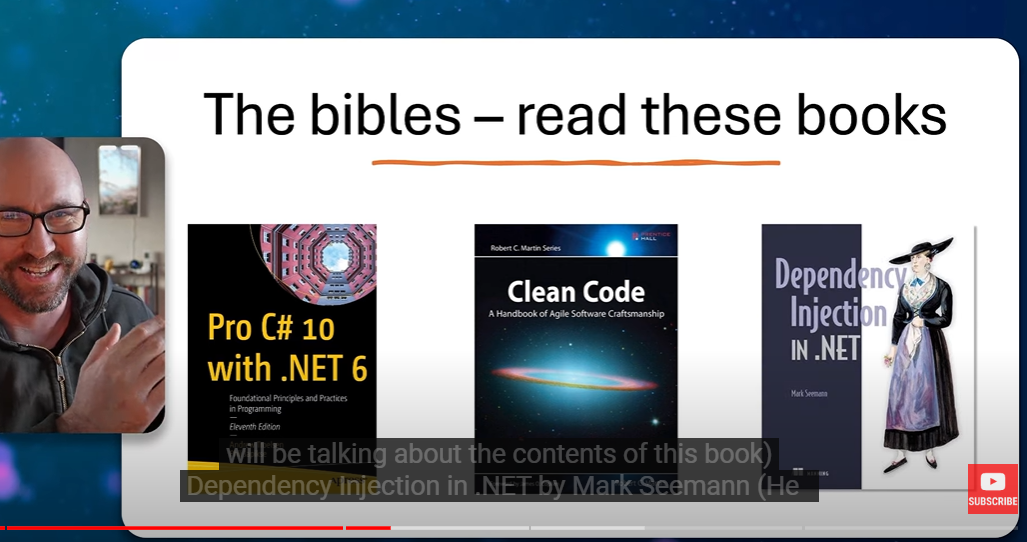 The bibles – read these books
Pro C# 10
with .NET 6
Foundational Principles and Practices
in Programming
Eleventh Edition
Robert C. Martin Series
PRENTICE
HALL
Clean Code
A Handbook of Agile Software Craftsmanship
Dependency
Injection
IN .NET
Mark Seemann
MANNING
will be talking about the contents of this book)
Dependency Injection in .NET by Mark Seemann (He
SUBSCRIBE